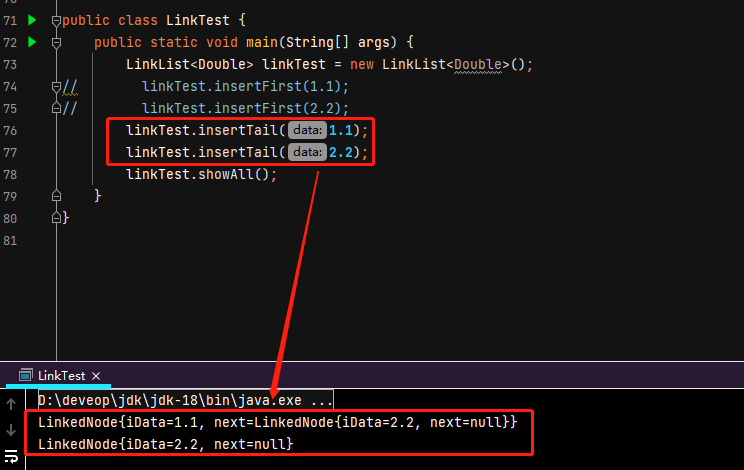 71 public class LinkTest {
72 public static void main(String[] args) {
73 LinkList<Double> linkTest = new LinkList<Double>();
74 // linkTest.insertFirst(1.1);
75 // linkTest.insertFirst(2.2);
76 linkTest.insertTail( data: 1.1);
77 linkTest.insertTail( data: 2.2);
78 linkTest.showAll();
79 }
80 }
81
LinkTest ×
D:\deveop\jdk\jdk-18\bin\java.exe ...
LinkedNode{iData=1.1, next=LinkedNode{iData=2.2, next=null}}
LinkedNode{iData=2.2, next=null}